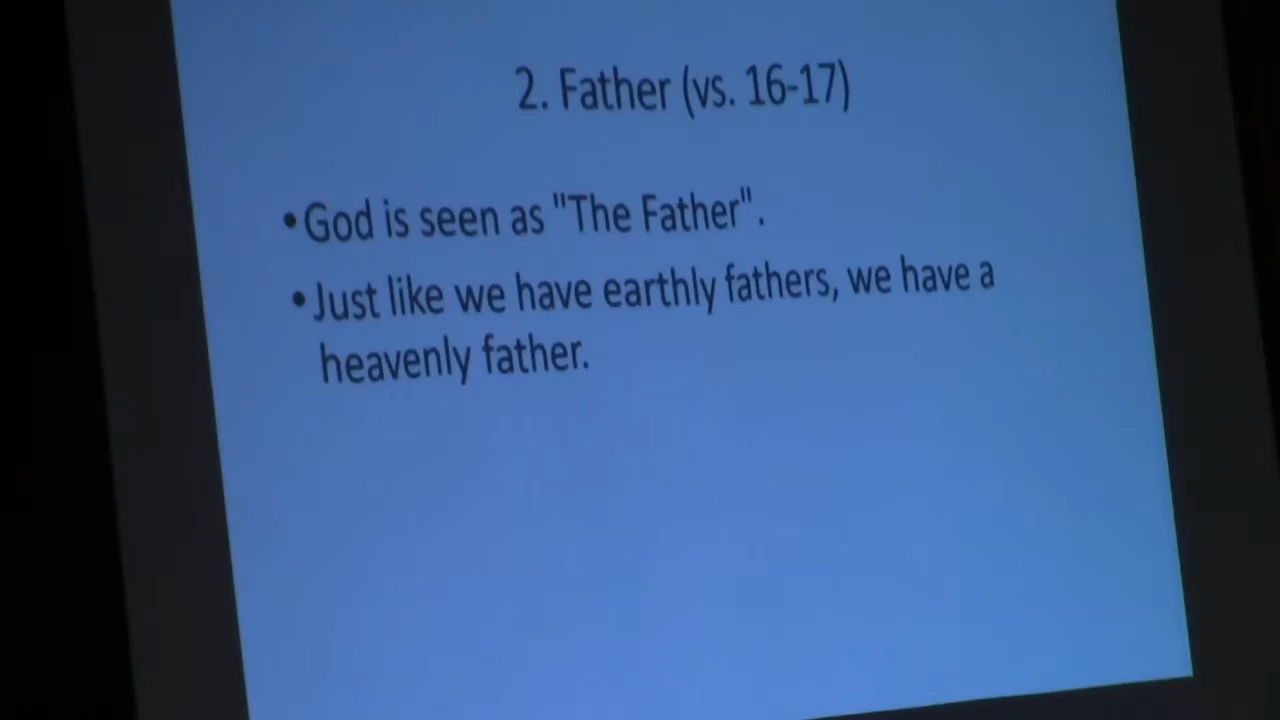 2. Father (vs. 16-17)
•God is seen as "The Father".
•Just like we have earthly fathers, we have a
heavenly father.